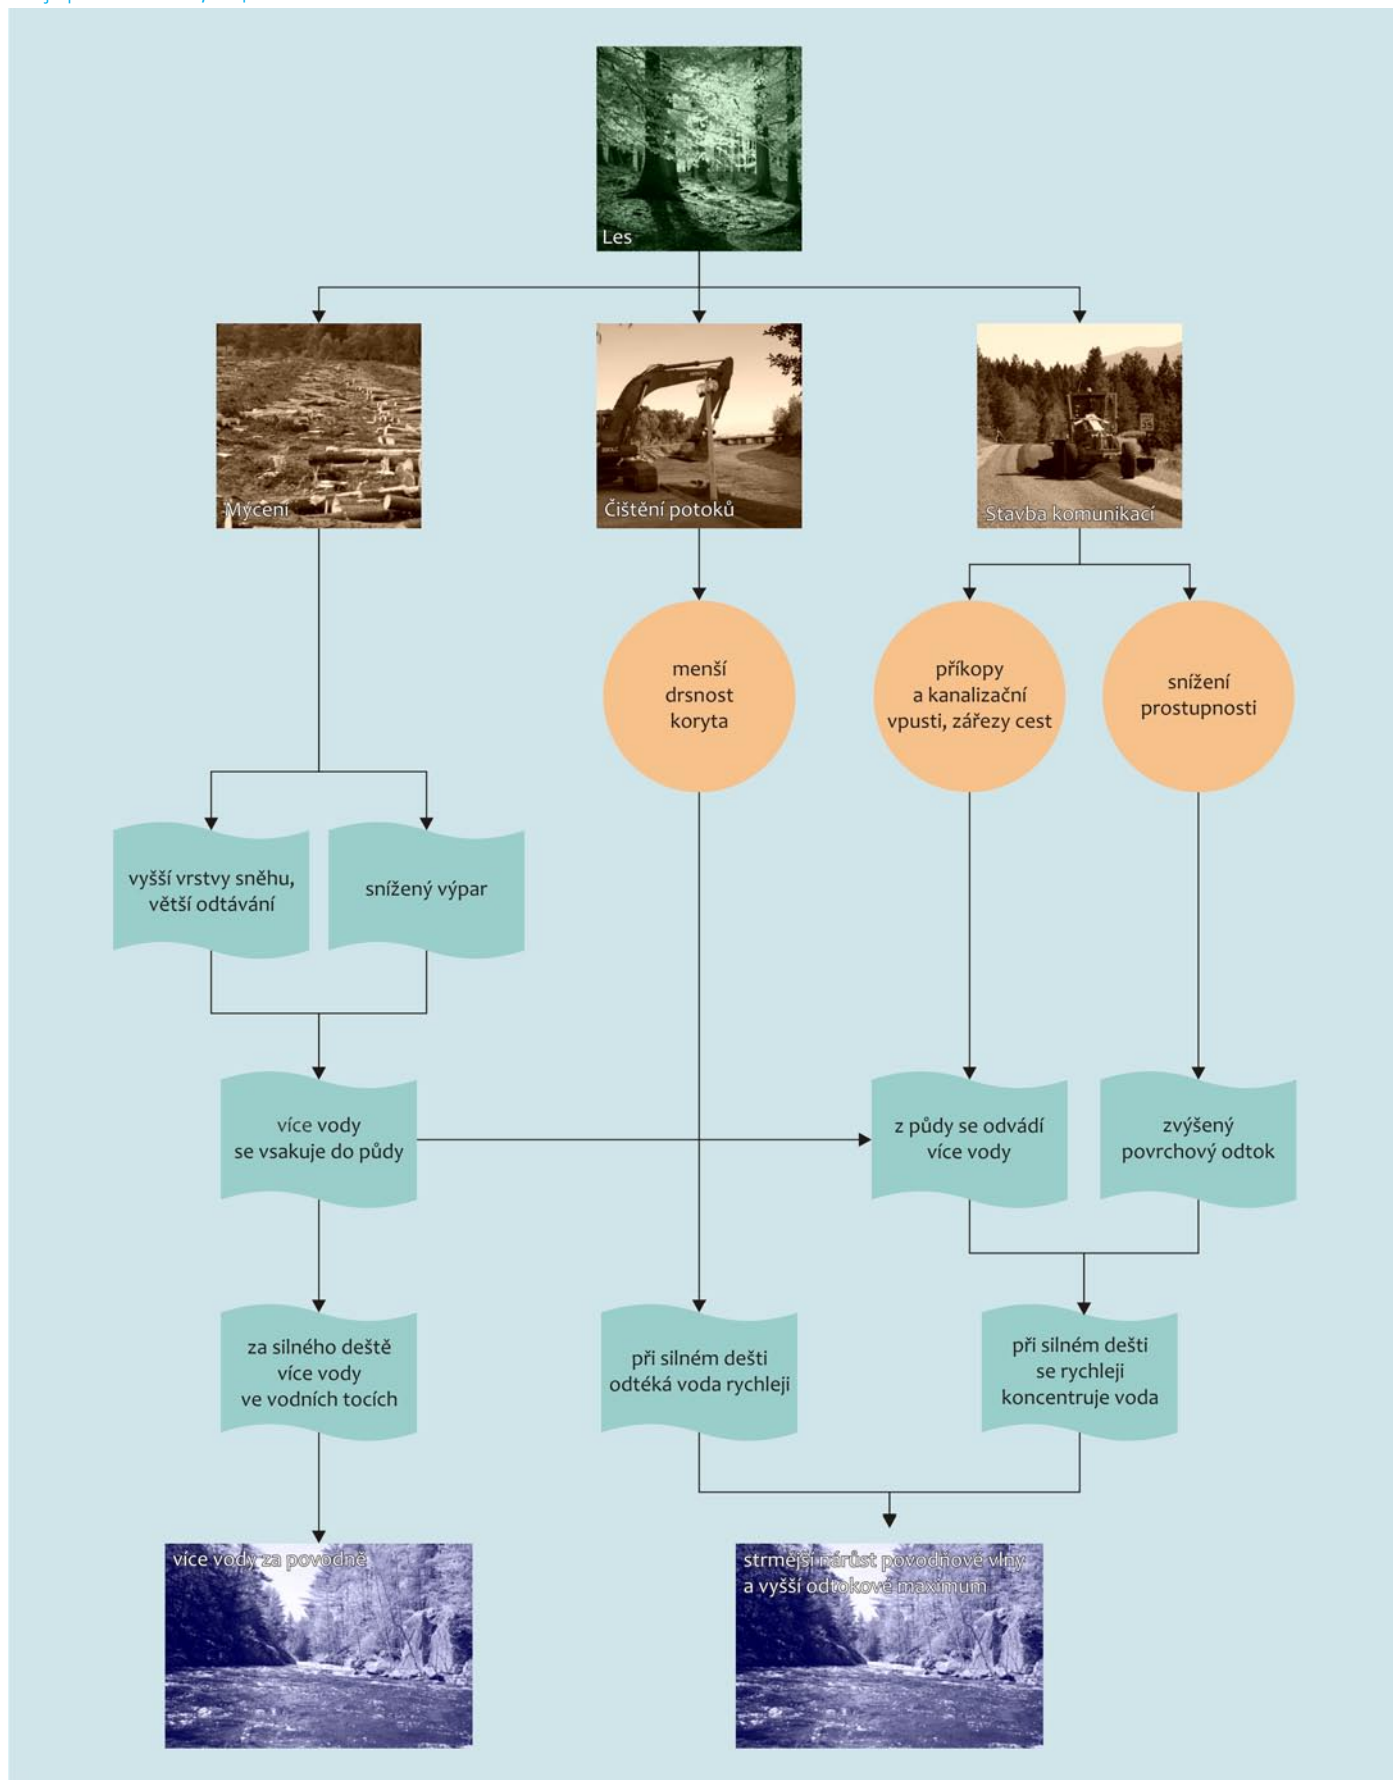 Les
Mýcení
Čištění potoků
Stavba komunikací
menší
drsnost
koryta
příkopy
a kanalizační
vpusti, zářezy cest
snížení
prostupnosti
vyšší vrstvy sněhu,
větší odtávání
snížený výpar
více vody
se vsakuje do půdy
z půdy se odvádí
více vody
zvýšený
povrchový odtok
za silného deště
více vody
ve vodních tocích
při silném dešti
odtéká voda rychleji
při silném dešti
se rychleji
koncentruje voda
více vody za povodně
strmější nárůst povodňové vlny
a vyšší odtokové maximum